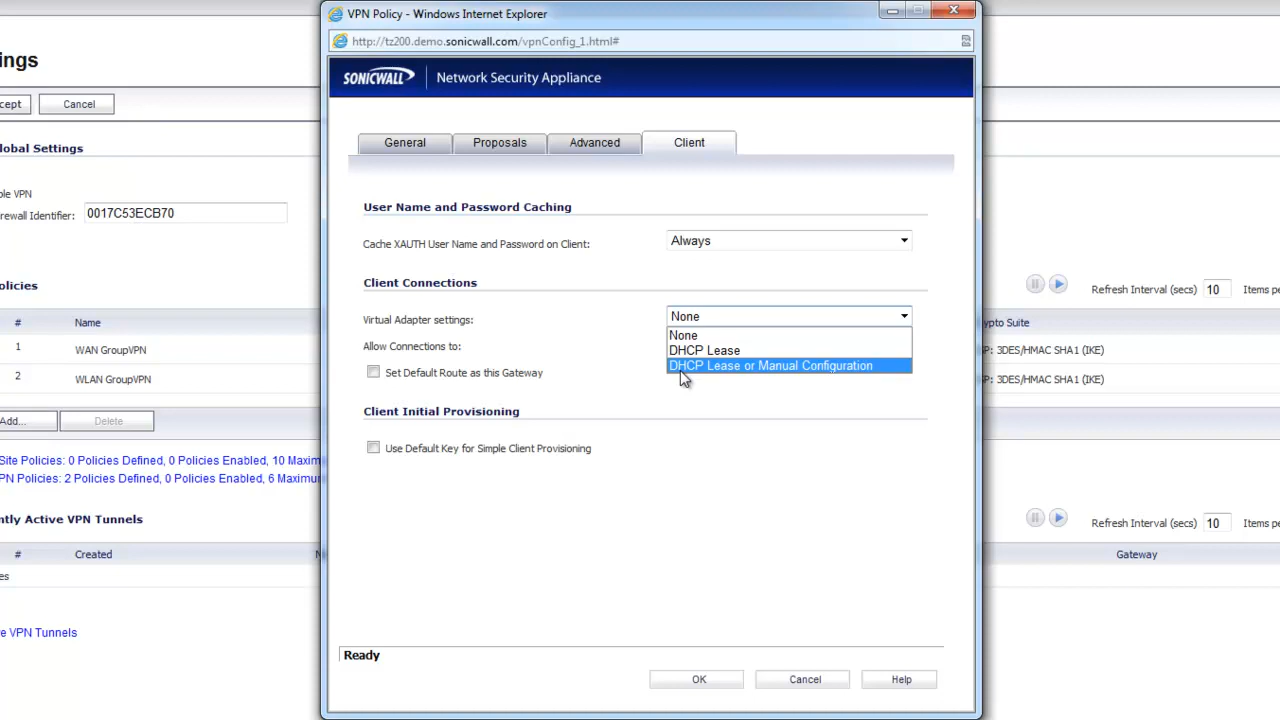 VPN Policy - Windows Internet Explorer
http://tz200.demo.sonicwall.com/vpnConfig_1.html#
SONICWALL Network Security Appliance
ings
cept Cancel
General Proposals Advanced Client
lobal Settings
ple VPN
irewall Identifier: 0017C53ECB70
User Name and Password Caching
Cache XAUTH User Name and Password on Client: Always
Client Connections
olicies
Refresh Interval (secs) 10 Items pe
Virtual Adapter settings: None
None
DHCP Lease
DHCP Lease or Manual Configuration
Allow Connections to:
Set Default Route as this Gateway
# Name ypto Suite
1 WAN GroupVPN SP: 3DES/HMAC SHA1 (IKE)
2 WLAN GroupVPN SP: 3DES/HMAC SHA1 (IKE)
Add... Delete
Client Initial Provisioning
Use Default Key for Simple Client Provisioning
Site Policies: 0 Policies Defined, 0 Policies Enabled, 10 Maxim
PN Policies: 2 Policies Defined, 0 Policies Enabled, 6 Maximu
ntly Active VPN Tunnels
Refresh Interval (secs) 10 Items pe
# Created N Gateway
es
e VPN Tunnels
Ready
OK Cancel Help